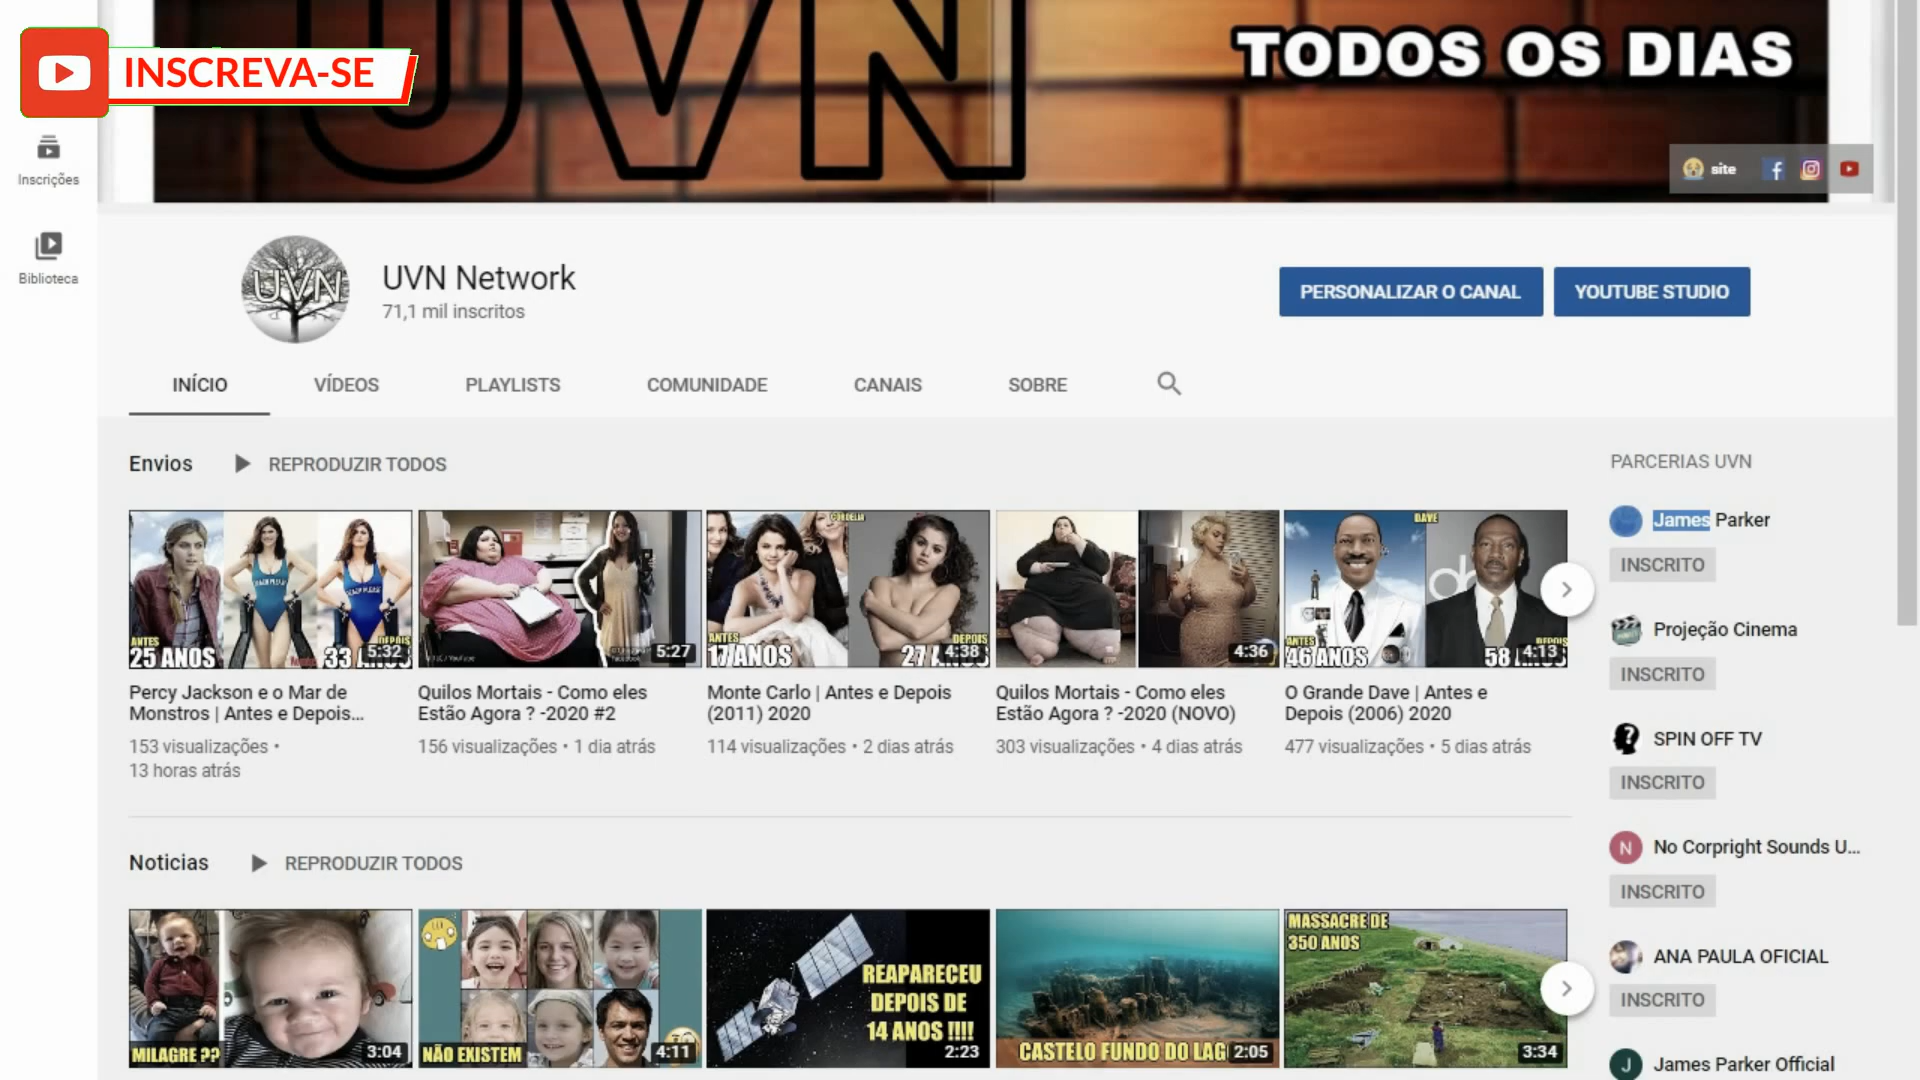 UVN
TODOS OS DIAS
INSCREVA-SE
site
Inscrições
Biblioteca
UVN
UVN Network
71,1 mil inscritos
PERSONALIZAR O CANAL
YOUTUBE STUDIO
INÍCIO
VÍDEOS
PLAYLISTS
COMUNIDADE
CANAIS
SOBRE
Envios
REPRODUZIR TODOS
ANTES
25 ANOS
DEPOIS
5:32
5:27
ANTES
17 ANOS
DEPOIS
4:38
4:36
DAVE
ANTES
46 ANOS
DEPOIS
4:13
Percy Jackson e o Mar de
Monstros | Antes e Depois...
153 visualizações •
13 horas atrás
Quilos Mortais - Como eles
Estão Agora ? -2020 #2
156 visualizações • 1 dia atrás
Monte Carlo | Antes e Depois
(2011) 2020
114 visualizações • 2 dias atrás
Quilos Mortais - Como eles
Estão Agora ? -2020 (NOVO)
303 visualizações • 4 dias atrás
O Grande Dave | Antes e
Depois (2006) 2020
477 visualizações • 5 dias atrás
Noticias
REPRODUZIR TODOS
MILAGRE ??
3:04
NÃO EXISTEM
4:11
REAPARECEU
DEPOIS DE
14 ANOS !!!!
2:23
CASTELO FUNDO DO LAG
2:05
MASSACRE DE
350 ANOS
3:34
PARCERIAS UVN
James Parker
INSCRITO
Projeção Cinema
INSCRITO
SPIN OFF TV
INSCRITO
N
No Corpright Sounds U...
INSCRITO
ANA PAULA OFICIAL
INSCRITO
J
James Parker Official